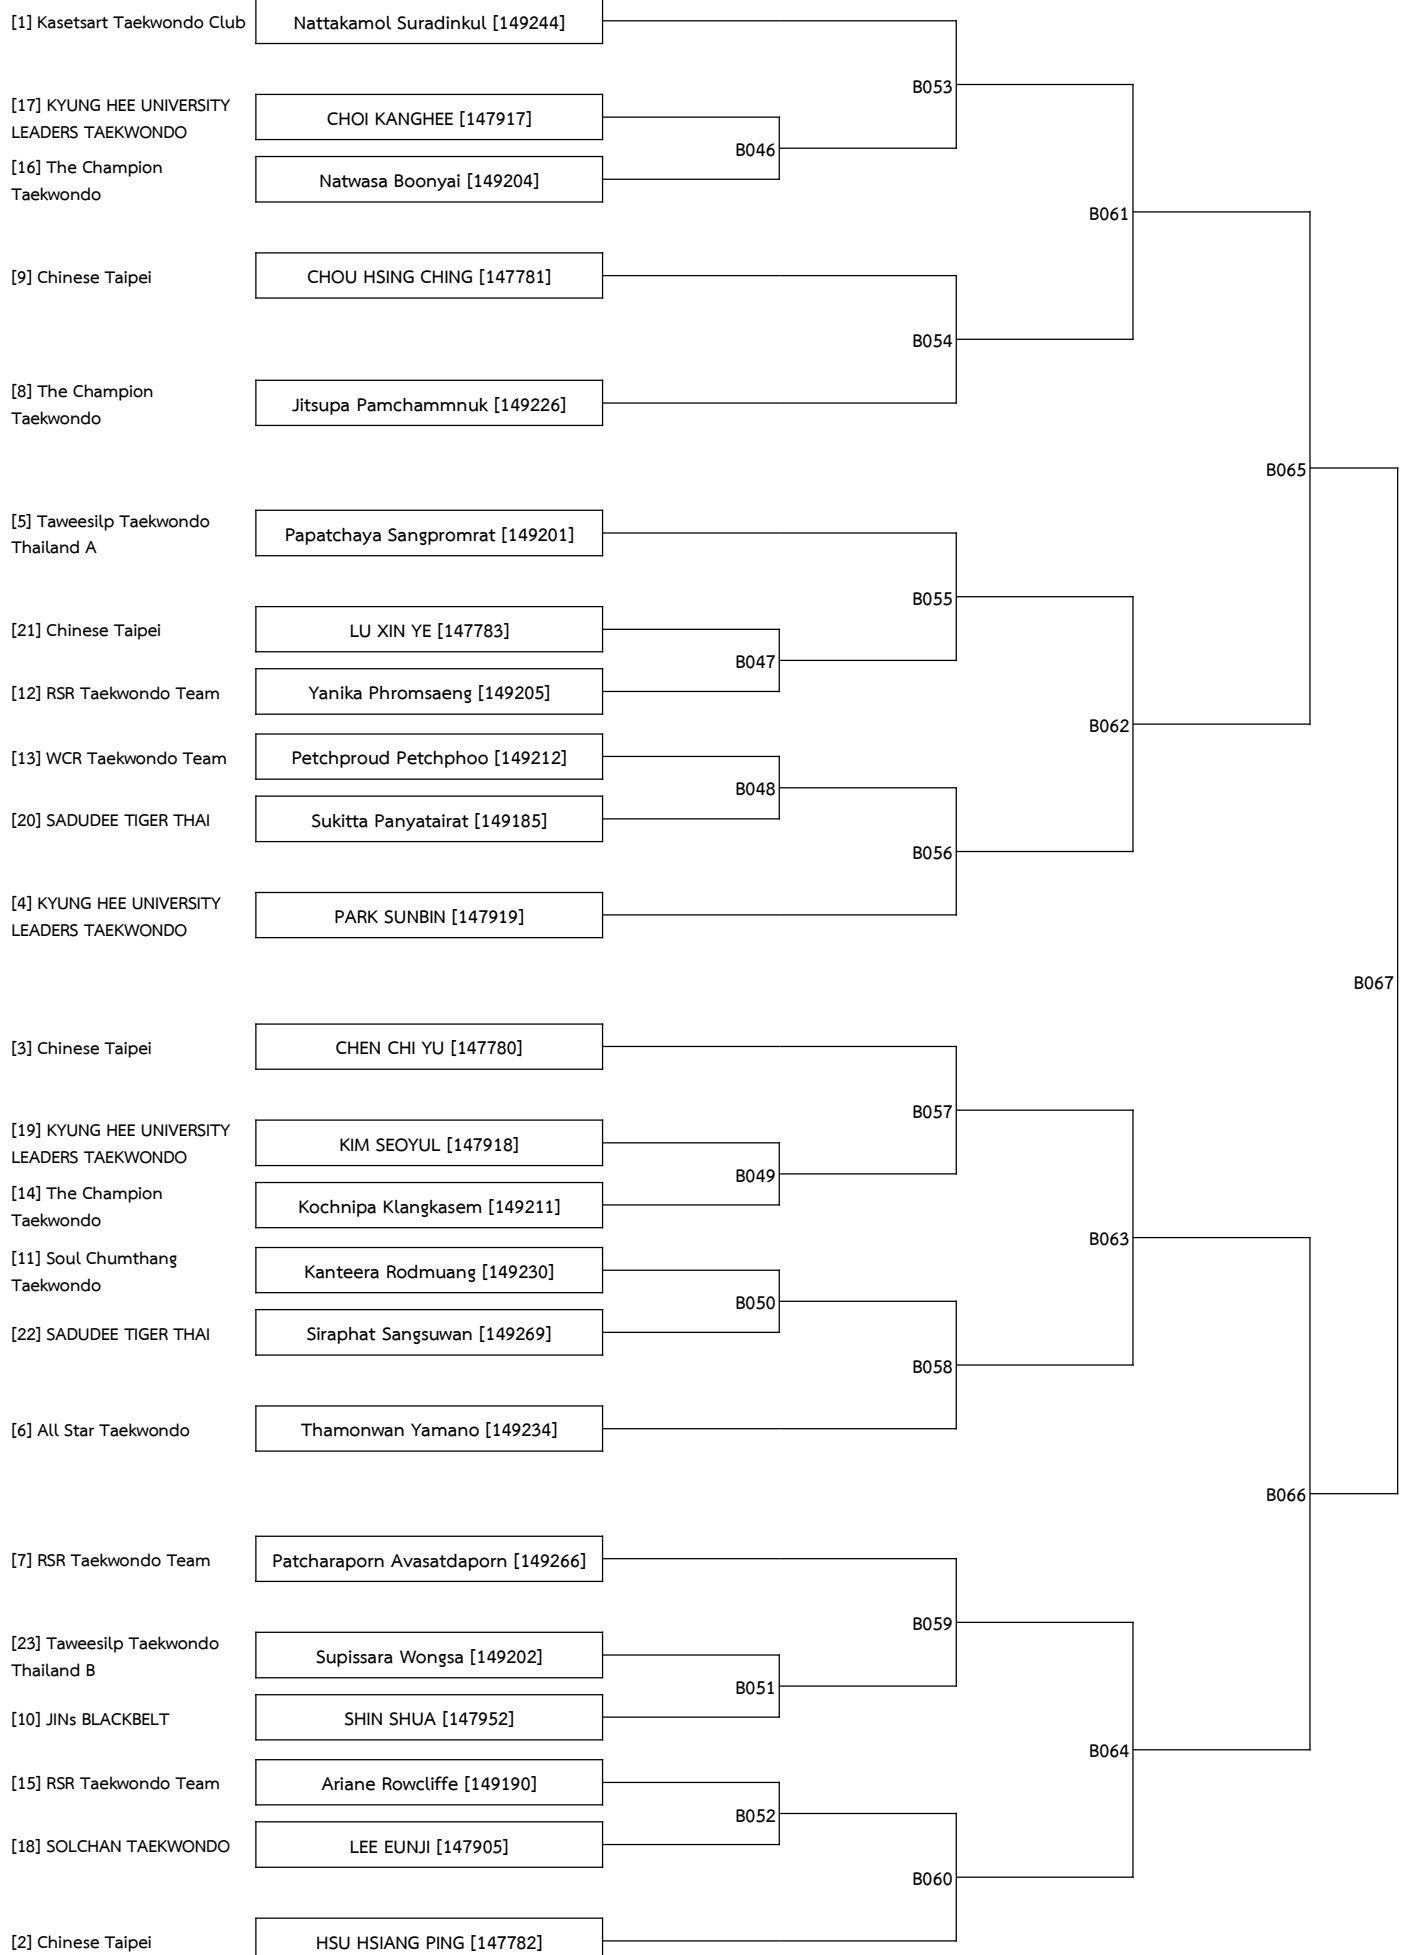 [1] Kasetsart Taekwondo Club
Nattakamol Suradinkul [149244]
B053
[17] KYUNG HEE UNIVERSITY
LEADERS TAEKWONDO
CHOI KANGHEE [147917]
B046
[16] The Champion
Taekwondo
Natwasa Boonyai [149204]
B061
[9] Chinese Taipei
CHOU HSING CHING [147781]
B054
[8] The Champion
Taekwondo
Jitsupa Pamchammnuk [149226]
B065
[5] Taweesilp Taekwondo
Thailand A
Papatchaya Sangpromrat [149201]
B055
[21] Chinese Taipei
LU XIN YE [147783]
B047
[12] RSR Taekwondo Team
Yanika Phromsaeng [149205]
B062
[13] WCR Taekwondo Team
Petchproud Petchphoo [149212]
B048
[20] SADUDEE TIGER THAI
Sukitta Panyatairat [149185]
B056
[4] KYUNG HEE UNIVERSITY
LEADERS TAEKWONDO
PARK SUNBIN [147919]
B067
[3] Chinese Taipei
CHEN CHI YU [147780]
B057
[19] KYUNG HEE UNIVERSITY
LEADERS TAEKWONDO
KIM SEOYUL [147918]
B049
[14] The Champion
Taekwondo
Kochnipa Klangkasem [149211]
B063
[11] Soul Chumthang
Taekwondo
Kanteera Rodmuang [149230]
B050
[22] SADUDEE TIGER THAI
Siraphat Sangsuwan [149269]
B058
[6] All Star Taekwondo
Thamonwan Yamano [149234]
B066
[7] RSR Taekwondo Team
Patcharaporn Avasatdaporn [149266]
B059
[23] Taweesilp Taekwondo
Thailand B
Supissara Wongsa [149202]
B051
[10] JINs BLACKBELT
SHIN SHUA [147952]
B064
[15] RSR Taekwondo Team
Ariane Rowcliffe [149190]
B052
[18] SOLCHAN TAEKWONDO
LEE EUNJI [147905]
B060
[2] Chinese Taipei
HSU HSIANG PING [147782]